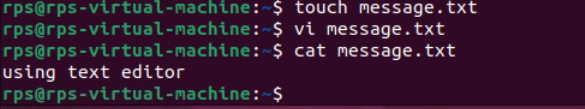 rps@rps-virtual-machine:~$ touch message.txt
rps@rps-virtual-machine:~$ vi message.txt
rps@rps-virtual-machine:~$ cat message.txt
using text editor
rps@rps-virtual-machine:~$